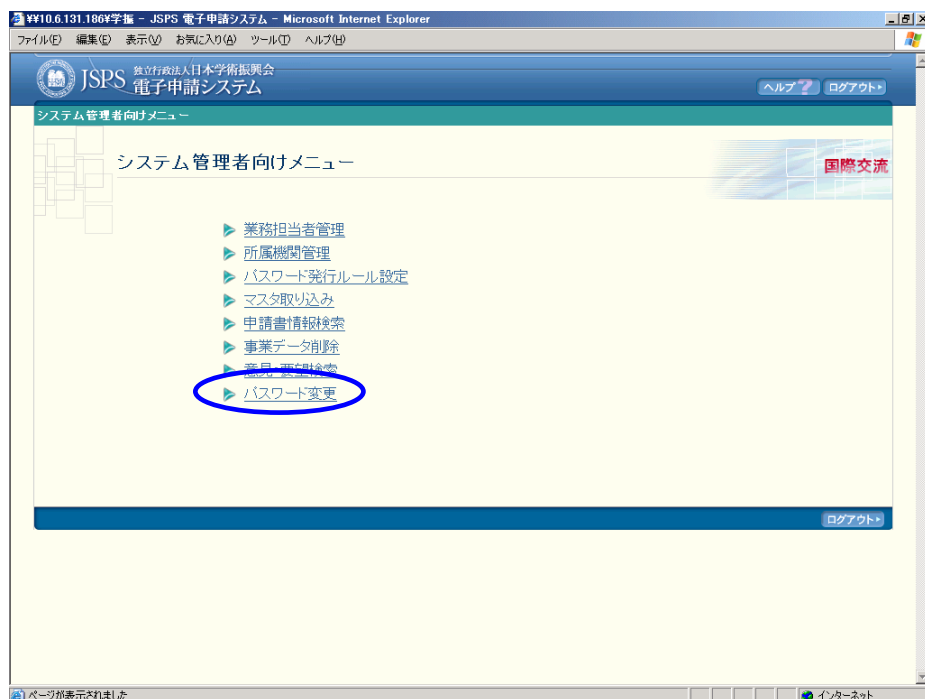 ¥¥10.6.131.186¥学振 - JSPS 電子申請システム - Microsoft Internet Explorer
ファイル(F) 編集(E) 表示(V) お気に入り(A) ツール(T) ヘルプ(H)
JSPS 独立行政法人日本学術振興会
電子申請システム
ヘルプ? ログアウト
システム管理者向けメニュー
システム管理者向けメニュー
国際交流
業務担当者管理
所属機関管理
パスワード発行ルール設定
マスタ取り込み
申請書情報検索
事業データ削除
意見・要望検索
パスワード変更
ログアウト
ページが表示されました インターネット